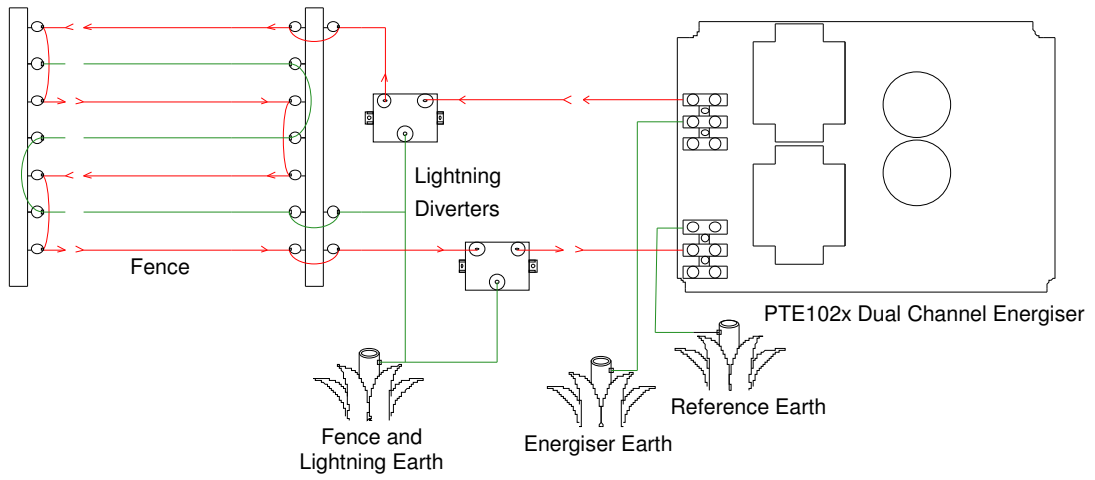 Lightning
Diverters
Fence
PTE102x Dual Channel Energiser
Reference Earth
Fence and
Lightning Earth
Energiser Earth